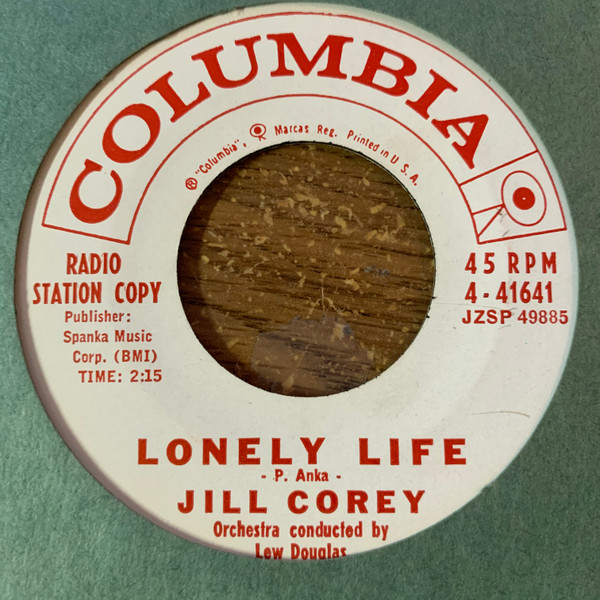 COLUMBIA
® "Columbia", Marcas Reg. Printed in U. S. A.
RADIO
STATION COPY
Publisher:
Spanka Music
Corp. (BMI)
TIME: 2:15
45 RPM
4-41641
JZSP 49885
LONELY LIFE
- P. Anka -
JILL COREY
Orchestra conducted by
Lew Douglas